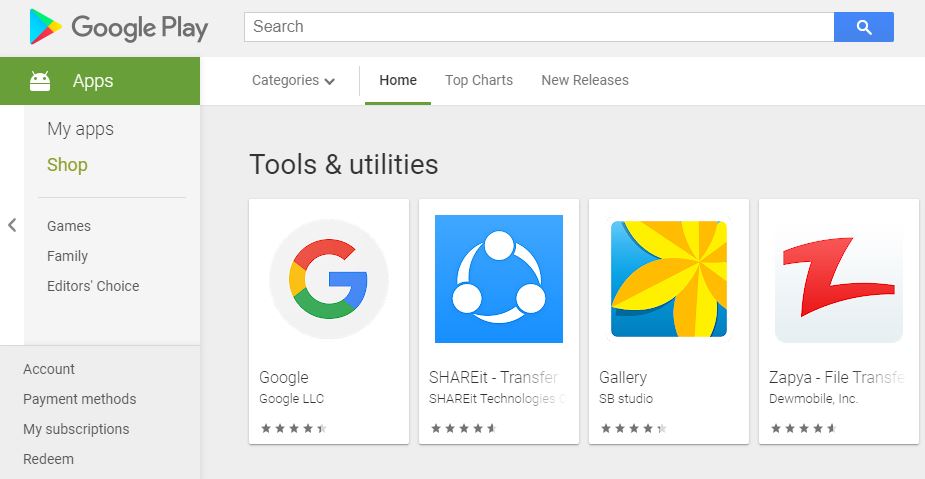 Google Play
Search
Apps
Categories
Home
Top Charts
New Releases
My apps
Shop
Games
Family
Editors' Choice
Account
Payment methods
My subscriptions
Redeem
Tools & utilities
Google
Google LLC
SHAREit - Transfer
SHAREit Technologies C
Gallery
SB studio
Zapya - File Transfe
Dewmobile, Inc.